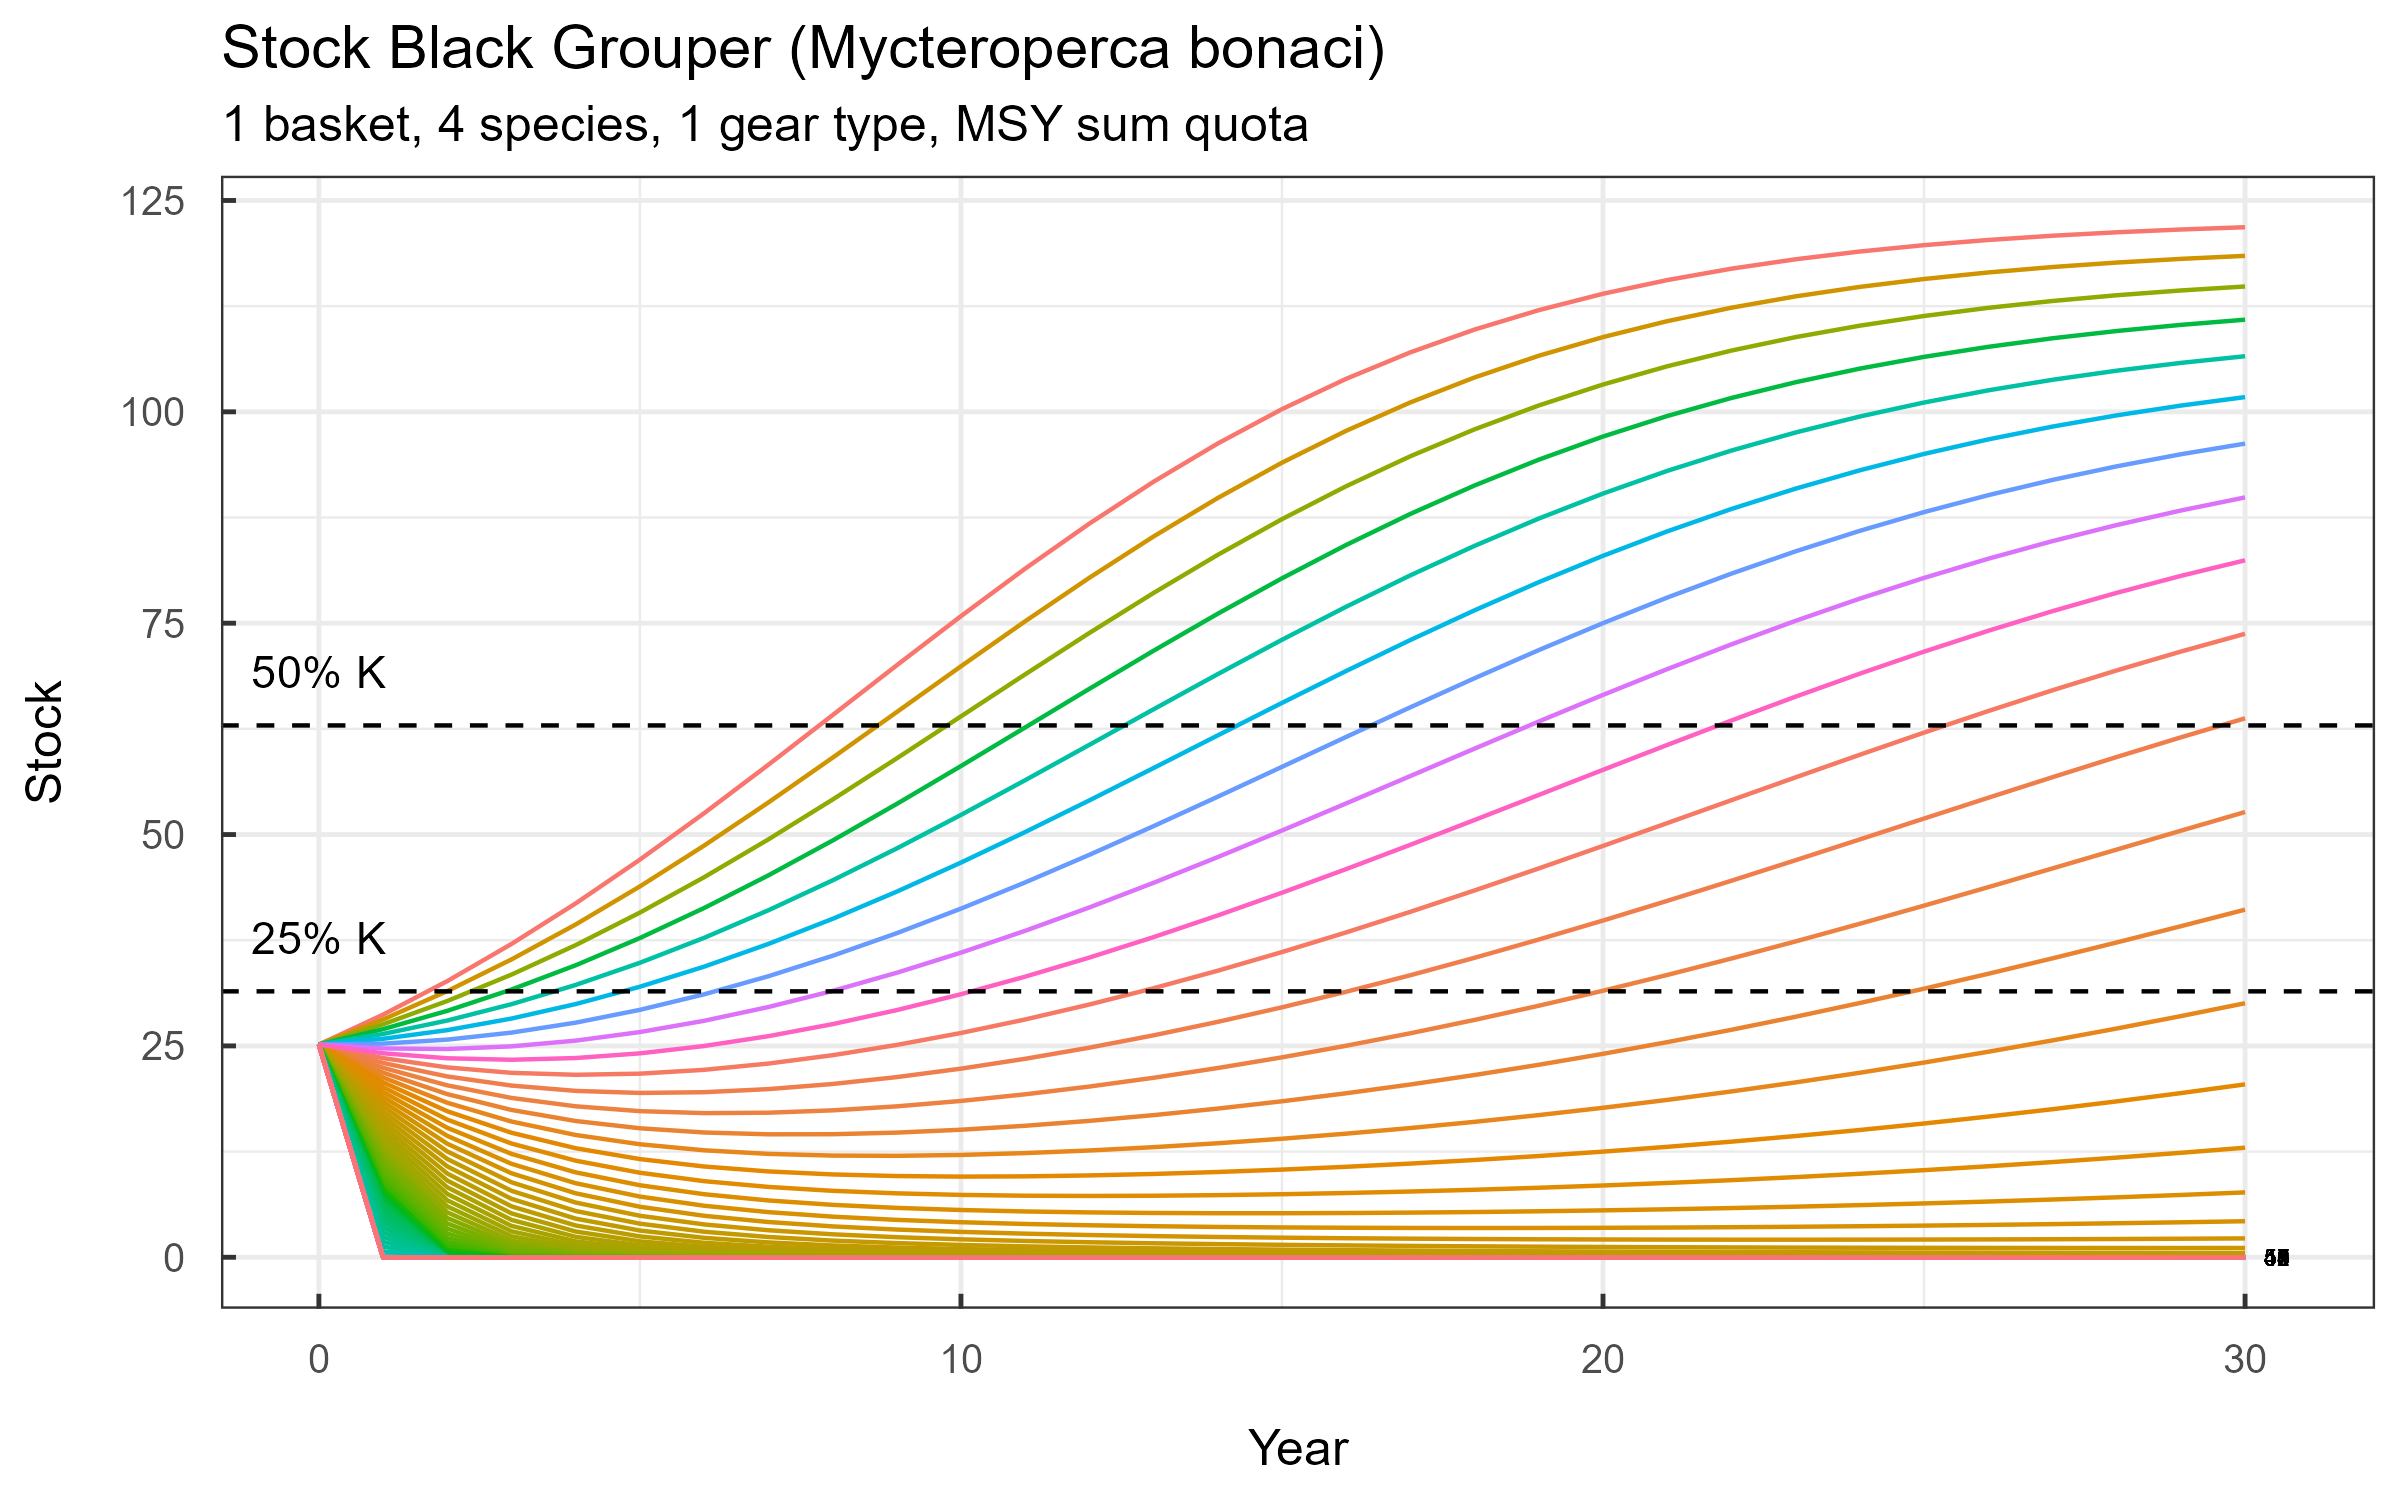 Stock Black Grouper (Mycteroperca bonaci)
1 basket, 4 species, 1 gear type, MSY sum quota
125
100
75
50% K
50
25% K
25
0
Stock
0 10 20 30
Year